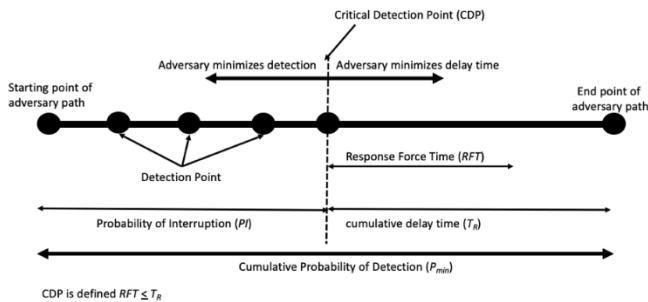 Critical Detection Point (CDP)
Adversary minimizes detection
Adversary minimizes delay time
Starting point of
adversary path
End point of
adversary path
Response Force Time (RFT)
Detection Point
Probability of Interruption (PI)
cumulative delay time (TR)
Cumulative Probability of Detection (Pmin)
CDP is defined RFT ≤ TR